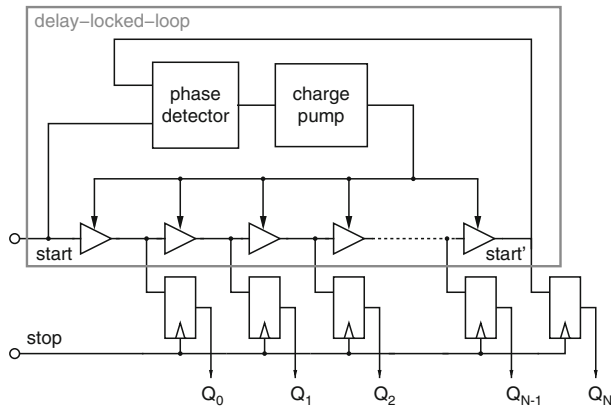 delay-locked-loop
phase
detector
charge
pump
start
start'
stop
Q0
Q1
Q2
QN-1
QN